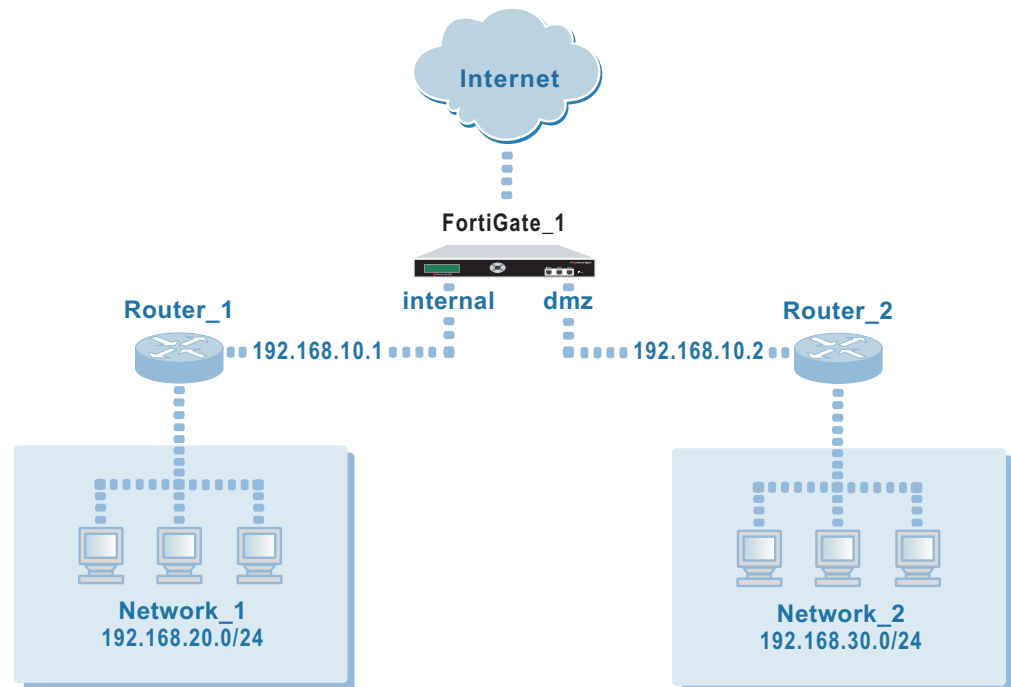 Internet
FortiGate_1
internal
dmz
Router_1
Router_2
192.168.10.1
192.168.10.2
Network_1
192.168.20.0/24
Network_2
192.168.30.0/24